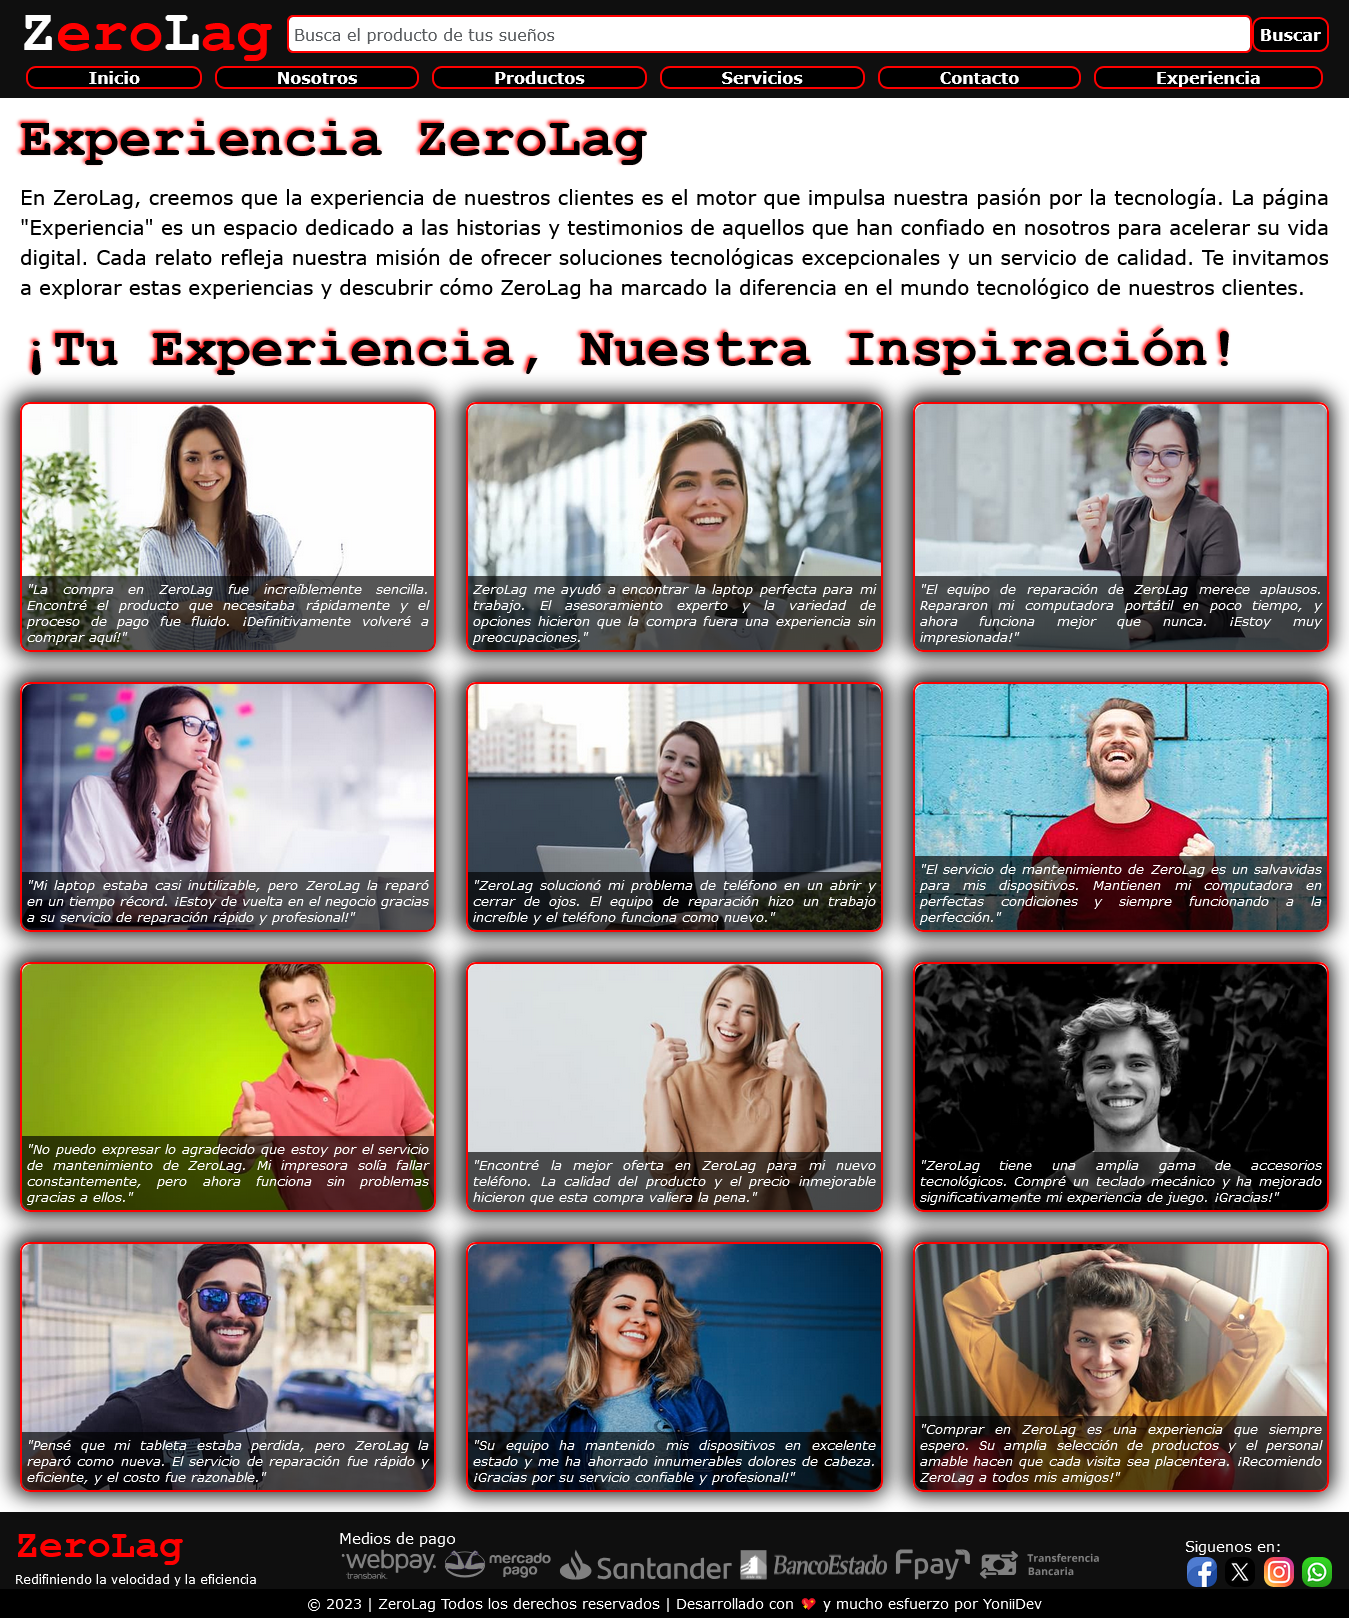 ZeroLag
Busca el producto de tus sueños
Buscar
Inicio
Nosotros
Productos
Servicios
Contacto
Experiencia
Experiencia ZeroLag
En ZeroLag, creemos que la experiencia de nuestros clientes es el motor que impulsa nuestra pasión por la tecnología. La página
"Experiencia" es un espacio dedicado a las historias y testimonios de aquellos que han confiado en nosotros para acelerar su vida
digital. Cada relato refleja nuestra misión de ofrecer soluciones tecnológicas excepcionales y un servicio de calidad. Te invitamos
a explorar estas experiencias y descubrir cómo ZeroLag ha marcado la diferencia en el mundo tecnológico de nuestros clientes.
¡Tu Experiencia, Nuestra Inspiración!
"La compra en ZeroLag fue increíblemente sencilla.
Encontré el producto que necesitaba rápidamente y el
proceso de pago fue fluido. ¡Definitivamente volveré a
comprar aquí!"
ZeroLag me ayudó a encontrar la laptop perfecta para mi
trabajo. El asesoramiento experto y la variedad de
opciones hicieron que la compra fuera una experiencia sin
preocupaciones."
"El equipo de reparación de ZeroLag merece aplausos.
Repararon mi computadora portátil en poco tiempo, y
ahora funciona mejor que nunca. ¡Estoy muy
impresionada!"
"Mi laptop estaba casi inutilizable, pero ZeroLag la reparó
en un tiempo récord. ¡Estoy de vuelta en el negocio gracias
a su servicio de reparación rápido y profesional!"
"ZeroLag solucionó mi problema de teléfono en un abrir y
cerrar de ojos. El equipo de reparación hizo un trabajo
increíble y el teléfono funciona como nuevo."
"El servicio de mantenimiento de ZeroLag es un salvavidas
para mis dispositivos. Mantienen mi computadora en
perfectas condiciones y siempre funcionando a la
perfección."
"No puedo expresar lo agradecido que estoy por el servicio
de mantenimiento de ZeroLag. Mi impresora solía fallar
constantemente, pero ahora funciona sin problemas
gracias a ellos."
"Encontré la mejor oferta en ZeroLag para mi nuevo
teléfono. La calidad del producto y el precio inmejorable
hicieron que esta compra valiera la pena."
"ZeroLag tiene una amplia gama de accesorios
tecnológicos. Compré un teclado mecánico y ha mejorado
significativamente mi experiencia de juego. ¡Gracias!"
"Pensé que mi tableta estaba perdida, pero ZeroLag la
reparó como nueva. El servicio de reparación fue rápido y
eficiente, y el costo fue razonable."
"Su equipo ha mantenido mis dispositivos en excelente
estado y me ha ahorrado innumerables dolores de cabeza.
¡Gracias por su servicio confiable y profesional!"
"Comprar en ZeroLag es una experiencia que siempre
espero. Su amplia selección de productos y el personal
amable hacen que cada visita sea placentera. ¡Recomiendo
ZeroLag a todos mis amigos!"
ZeroLag
Redifiniendo la velocidad y la eficiencia
Medios de pago
webpay.
transbank.
mercado
pago
Santander
BancoEstado
Fpay
Transferencia
Bancaria
Siguenos en:
© 2023 | ZeroLag Todos los derechos reservados | Desarrollado con 💖 y mucho esfuerzo por YoniiDev